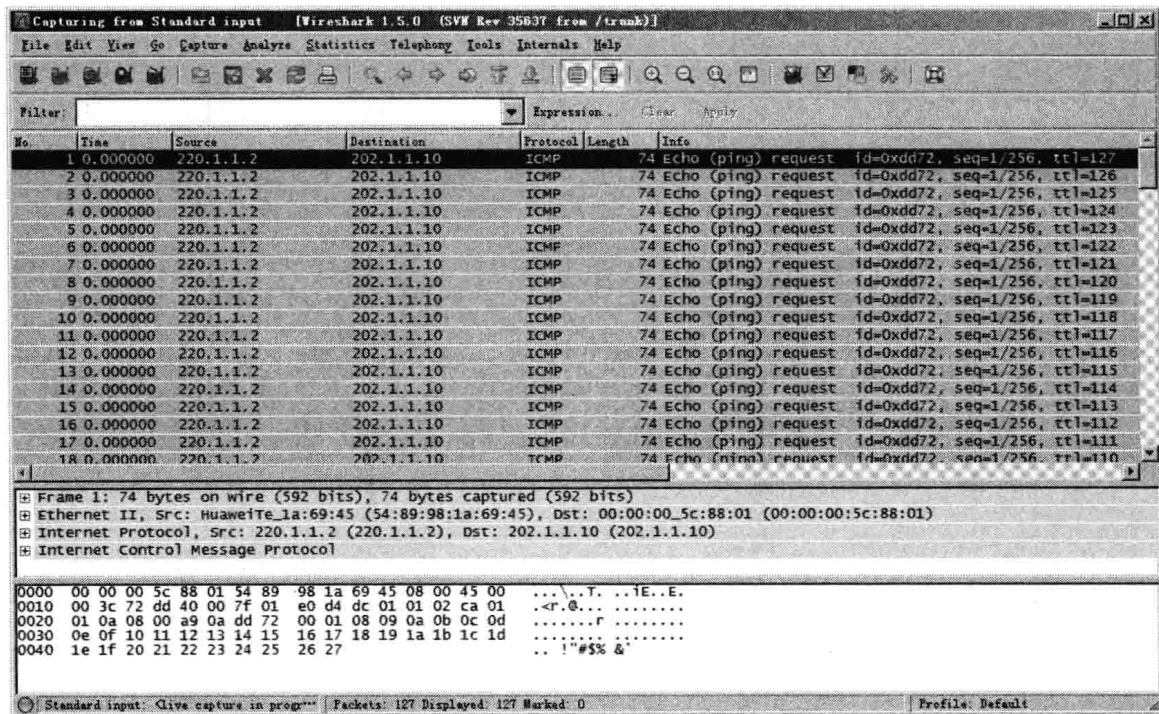 Capturing from Standard input [Wireshark 1.5.0 (SVN Rev 35637 from /trunk)]
File Edit View Go Capture Analyze Statistics Telephony Tools Internals Help
Filter: Expression... Clear Apply
No. Time Source Destination Protocol Length Info
1 0.000000 220.1.1.2 202.1.1.10 ICMP 74 Echo (ping) request id=0xdd72, seq=1/256, ttl=127
2 0.000000 220.1.1.2 202.1.1.10 ICMP 74 Echo (ping) request id=0xdd72, seq=1/256, ttl=126
3 0.000000 220.1.1.2 202.1.1.10 ICMP 74 Echo (ping) request id=0xdd72, seq=1/256, ttl=125
4 0.000000 220.1.1.2 202.1.1.10 ICMP 74 Echo (ping) request id=0xdd72, seq=1/256, ttl=124
5 0.000000 220.1.1.2 202.1.1.10 ICMP 74 Echo (ping) request id=0xdd72, seq=1/256, ttl=123
6 0.000000 220.1.1.2 202.1.1.10 ICMP 74 Echo (ping) request id=0xdd72, seq=1/256, ttl=122
7 0.000000 220.1.1.2 202.1.1.10 ICMP 74 Echo (ping) request id=0xdd72, seq=1/256, ttl=121
8 0.000000 220.1.1.2 202.1.1.10 ICMP 74 Echo (ping) request id=0xdd72, seq=1/256, ttl=120
9 0.000000 220.1.1.2 202.1.1.10 ICMP 74 Echo (ping) request id=0xdd72, seq=1/256, ttl=119
10 0.000000 220.1.1.2 202.1.1.10 ICMP 74 Echo (ping) request id=0xdd72, seq=1/256, ttl=118
11 0.000000 220.1.1.2 202.1.1.10 ICMP 74 Echo (ping) request id=0xdd72, seq=1/256, ttl=117
12 0.000000 220.1.1.2 202.1.1.10 ICMP 74 Echo (ping) request id=0xdd72, seq=1/256, ttl=116
13 0.000000 220.1.1.2 202.1.1.10 ICMP 74 Echo (ping) request id=0xdd72, seq=1/256, ttl=115
14 0.000000 220.1.1.2 202.1.1.10 ICMP 74 Echo (ping) request id=0xdd72, seq=1/256, ttl=114
15 0.000000 220.1.1.2 202.1.1.10 ICMP 74 Echo (ping) request id=0xdd72, seq=1/256, ttl=113
16 0.000000 220.1.1.2 202.1.1.10 ICMP 74 Echo (ping) request id=0xdd72, seq=1/256, ttl=112
17 0.000000 220.1.1.2 202.1.1.10 ICMP 74 Echo (ping) request id=0xdd72, seq=1/256, ttl=111
18 0.000000 220.1.1.2 202.1.1.10 ICMP 74 Echo (ping) request id=0xdd72, seq=1/256, ttl=110
Frame 1: 74 bytes on wire (592 bits), 74 bytes captured (592 bits)
Ethernet II, Src: HuaweiTe_1a:69:45 (54:89:98:1a:69:45), Dst: 00:00:00_5c:88:01 (00:00:00:5c:88:01)
Internet Protocol, Src: 220.1.1.2 (220.1.1.2), Dst: 202.1.1.10 (202.1.1.10)
Internet Control Message Protocol
0000 00 00 00 5c 88 01 54 89 98 1a 69 45 08 00 45 00 ...\..T. ..iE..E.
0010 00 3c 72 dd 40 00 7f 01 e0 d4 dc 01 01 02 ca 01 .<r.@... ........
0020 01 0a 08 00 a9 0a dd 72 00 01 08 09 0a 0b 0c 0d .......r ........
0030 0e 0f 10 11 12 13 14 15 16 17 18 19 1a 1b 1c 1d ........ ........
0040 1e 1f 20 21 22 23 24 25 26 27 .. !"#$% &'
Standard input: <live capture in progr··· Packets: 127 Displayed: 127 Marked: 0 Profile: Default